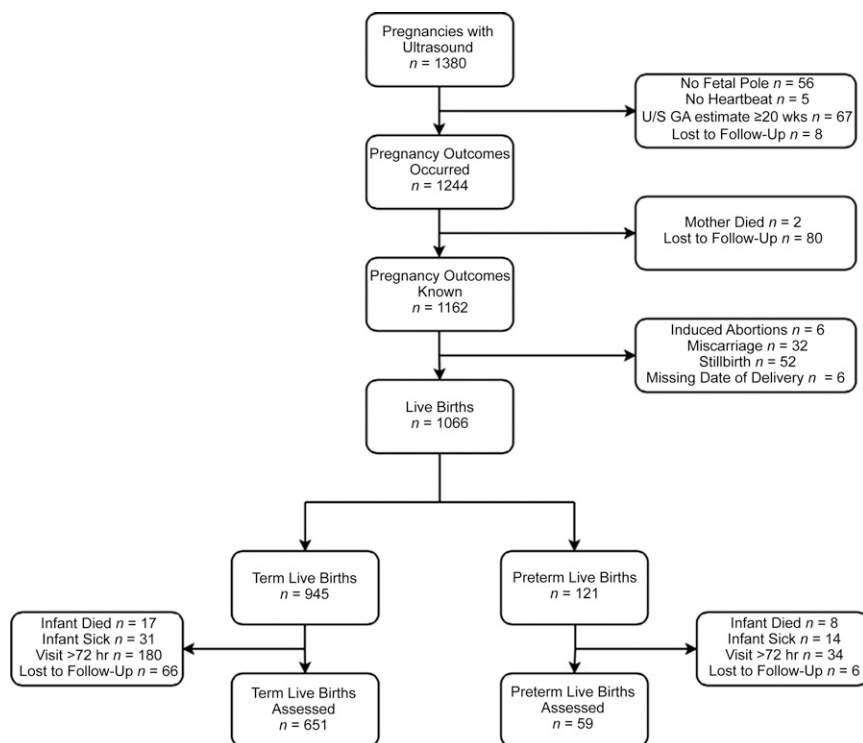 Pregnancies with
Ultrasound
n = 1380
No Fetal Pole n = 56
No Heartbeat n = 5
U/S GA estimate ≥20 wks n = 67
Lost to Follow-Up n = 8
Pregnancy Outcomes
Occurred
n = 1244
Mother Died n = 2
Lost to Follow-Up n = 80
Pregnancy Outcomes
Known
n = 1162
Induced Abortions n = 6
Miscarriage n = 32
Stillbirth n = 52
Missing Date of Delivery n = 6
Live Births
n = 1066
Term Live Births
n = 945
Preterm Live Births
n = 121
Infant Died n = 17
Infant Sick n = 31
Visit >72 hr n = 180
Lost to Follow-Up n = 66
Infant Died n = 8
Infant Sick n = 14
Visit >72 hr n = 34
Lost to Follow-Up n = 6
Term Live Births
Assessed
n = 651
Preterm Live Births
Assessed
n = 59